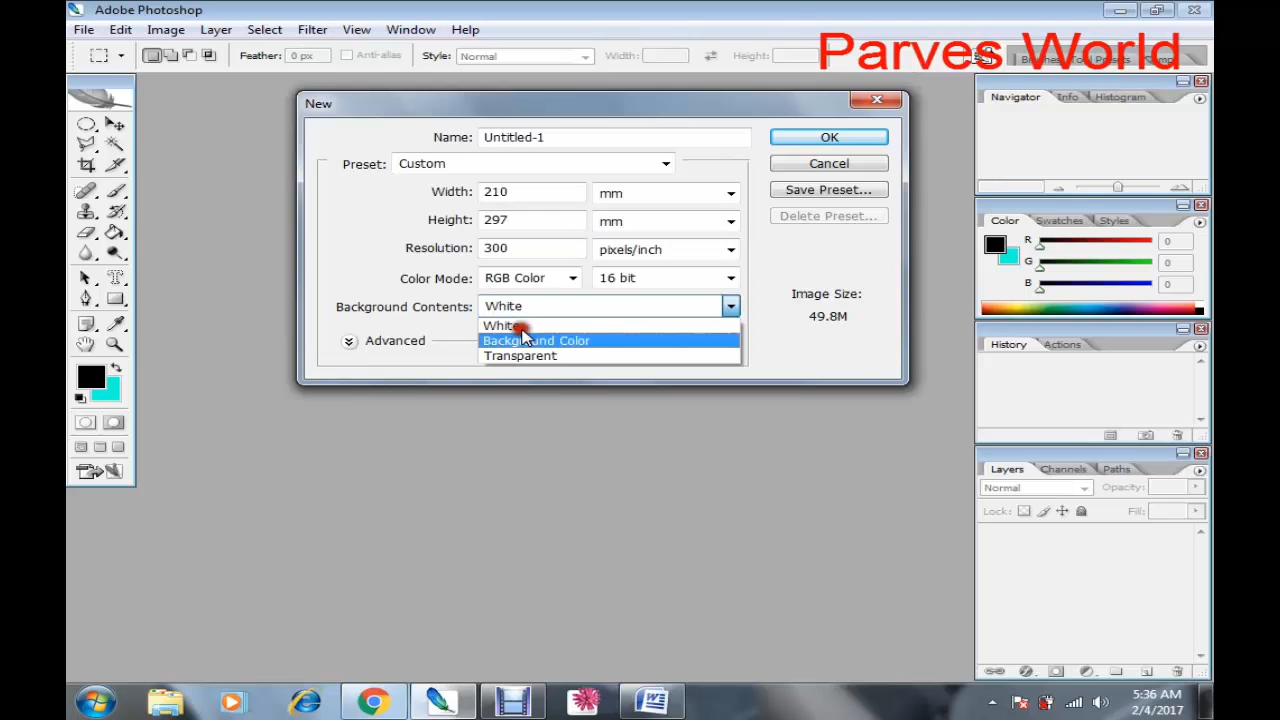 Adobe Photoshop
File Edit Image Layer Select Filter View Window Help
Feather: 0 px Anti-alias Style: Normal Width: Height:
Parves World
New
Name: Untitled-1
OK
Preset: Custom
Cancel
Width: 210 mm
Save Preset...
Height: 297 mm
Delete Preset...
Resolution: 300 pixels/inch
Color Mode: RGB Color 16 bit
Background Contents: White
White
Background Color
Transparent
Advanced
Image Size:
49.8M
Navigator Info Histogram
Color Swatches Styles
R 0
G 0
B 0
History Actions
Layers Channels Paths
Normal Opacity:
Lock: Fill:
5:36 AM
2/4/2017